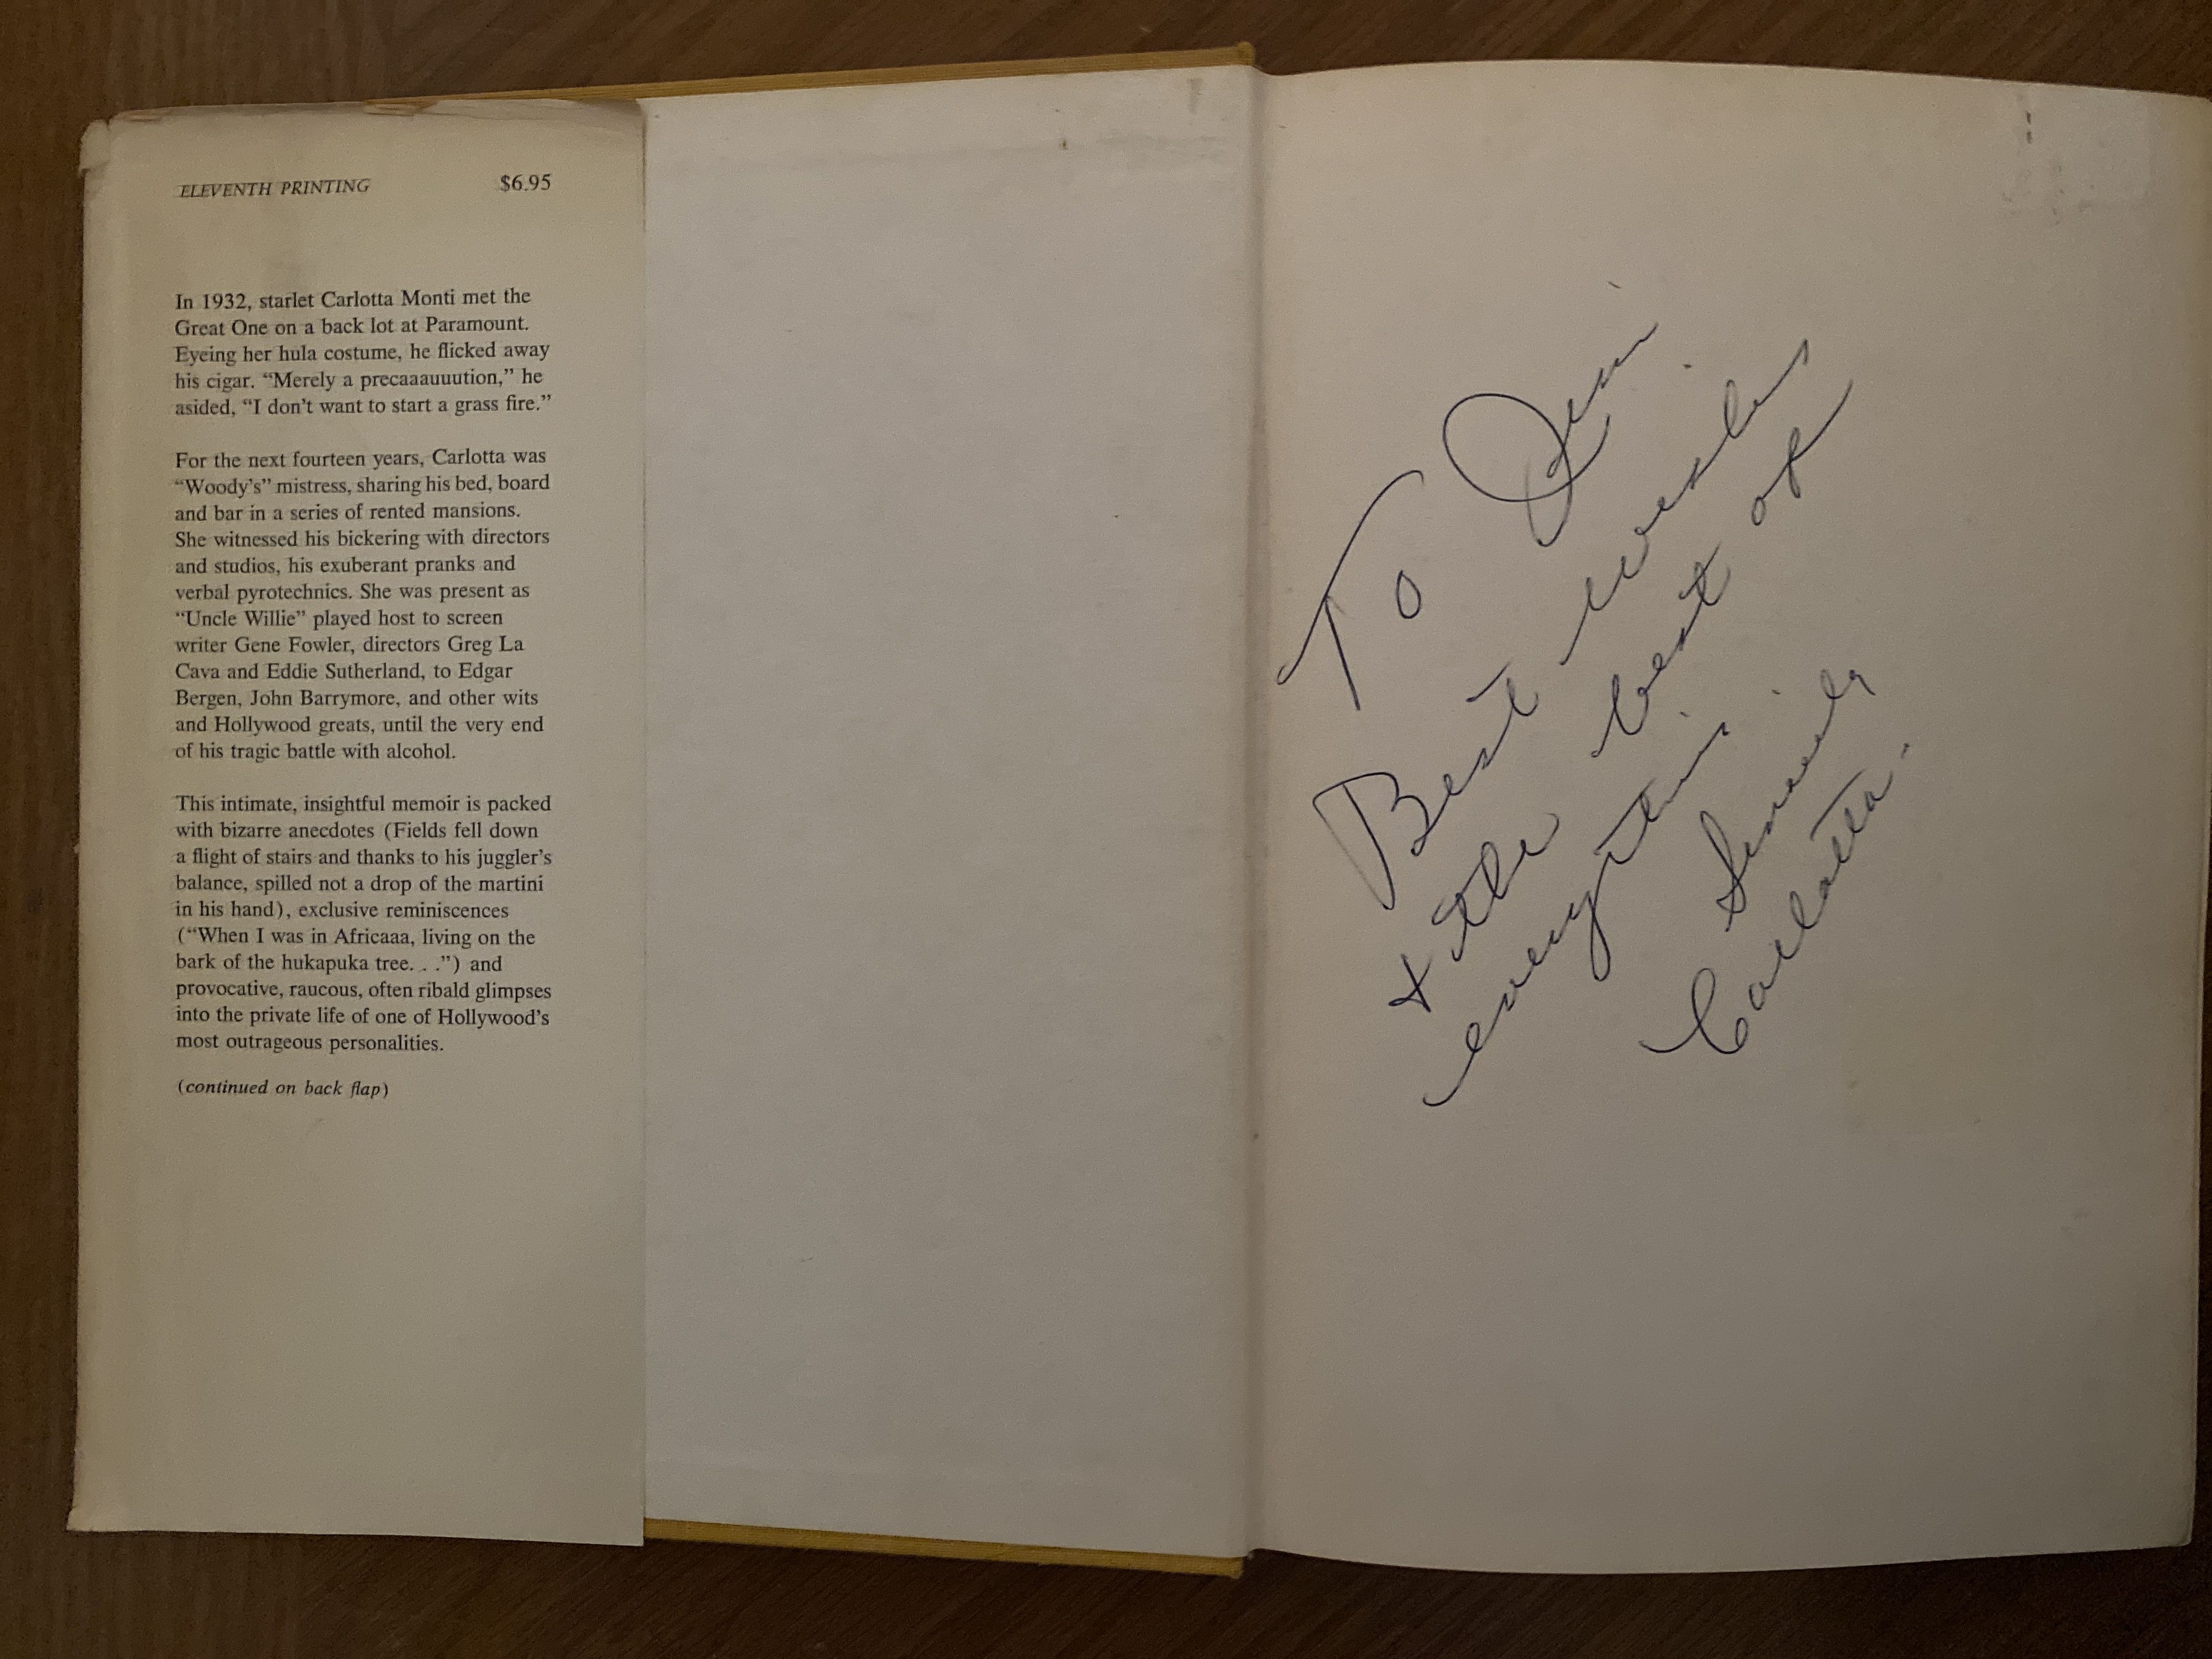 ELEVENTH PRINTING $6.95
In 1932, starlet Carlotta Monti met the
Great One on a back lot at Paramount.
Eyeing her hula costume, he flicked away
his cigar. “Merely a precaaauuution,” he
asided, “I don’t want to start a grass fire.”
For the next fourteen years, Carlotta was
“Woody’s” mistress, sharing his bed, board
and bar in a series of rented mansions.
She witnessed his bickering with directors
and studios, his exuberant pranks and
verbal pyrotechnics. She was present as
“Uncle Willie” played host to screen
writer Gene Fowler, directors Greg La
Cava and Eddie Sutherland, to Edgar
Bergen, John Barrymore, and other wits
and Hollywood greats, until the very end
of his tragic battle with alcohol.
This intimate, insightful memoir is packed
with bizarre anecdotes (Fields fell down
a flight of stairs and thanks to his juggler’s
balance, spilled not a drop of the martini
in his hand), exclusive reminiscences
(“When I was in Africaaa, living on the
bark of the hukapuka tree. . .”) and
provocative, raucous, often ribald glimpses
into the private life of one of Hollywood’s
most outrageous personalities.
(continued on back flap)
To Jim
Best wishes
+ the best of
everything
Sincerely
Carlotta.